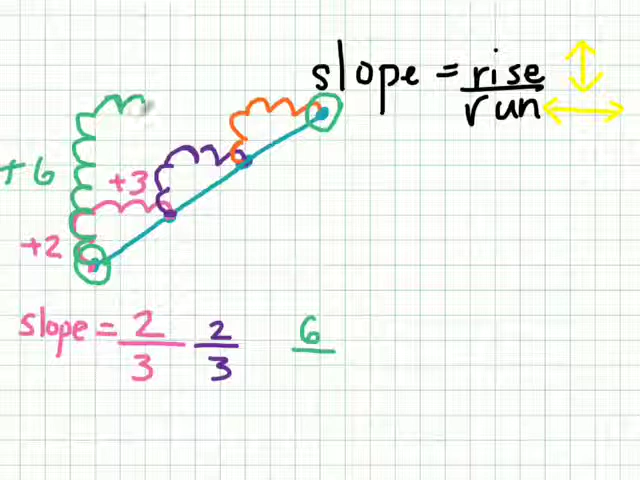 slope = rise
run
+6
+3
+2
slope = 2 2 6
3 3